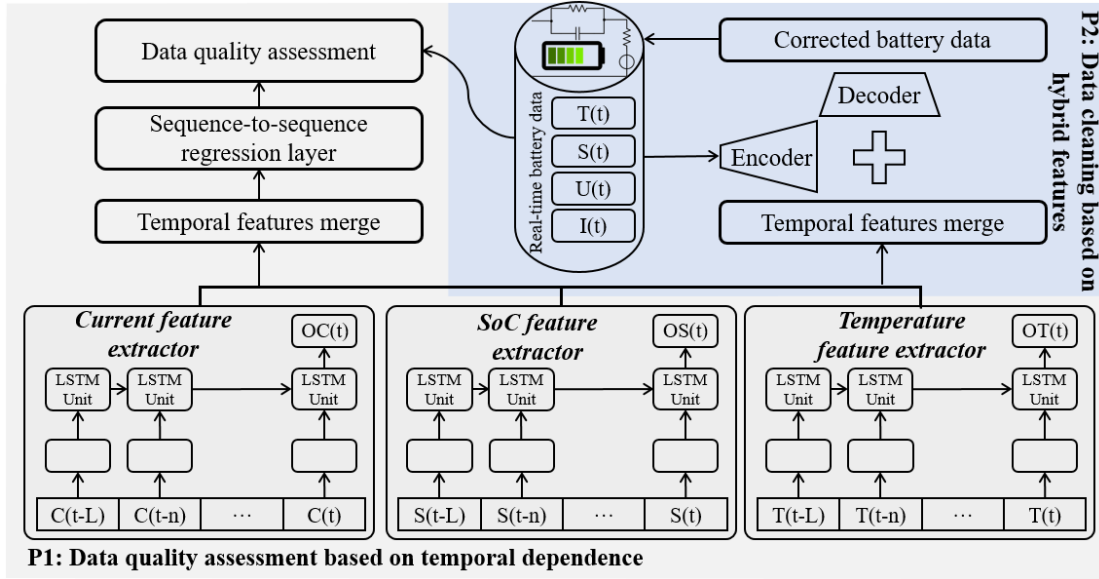 Data quality assessment
Sequence-to-sequence
regression layer
Temporal features merge
Real-time battery data
T(t)
S(t)
U(t)
I(t)
Corrected battery data
Decoder
Encoder
Temporal features merge
P2: Data cleaning based on
hybrid features
Current feature
extractor
OC(t)
LSTM
Unit
LSTM
Unit
LSTM
Unit
C(t-L)
C(t-n)
···
C(t)
SoC feature
extractor
OS(t)
LSTM
Unit
LSTM
Unit
LSTM
Unit
S(t-L)
S(t-n)
···
S(t)
Temperature
feature extractor
OT(t)
LSTM
Unit
LSTM
Unit
LSTM
Unit
T(t-L)
T(t-n)
···
T(t)
P1: Data quality assessment based on temporal dependence